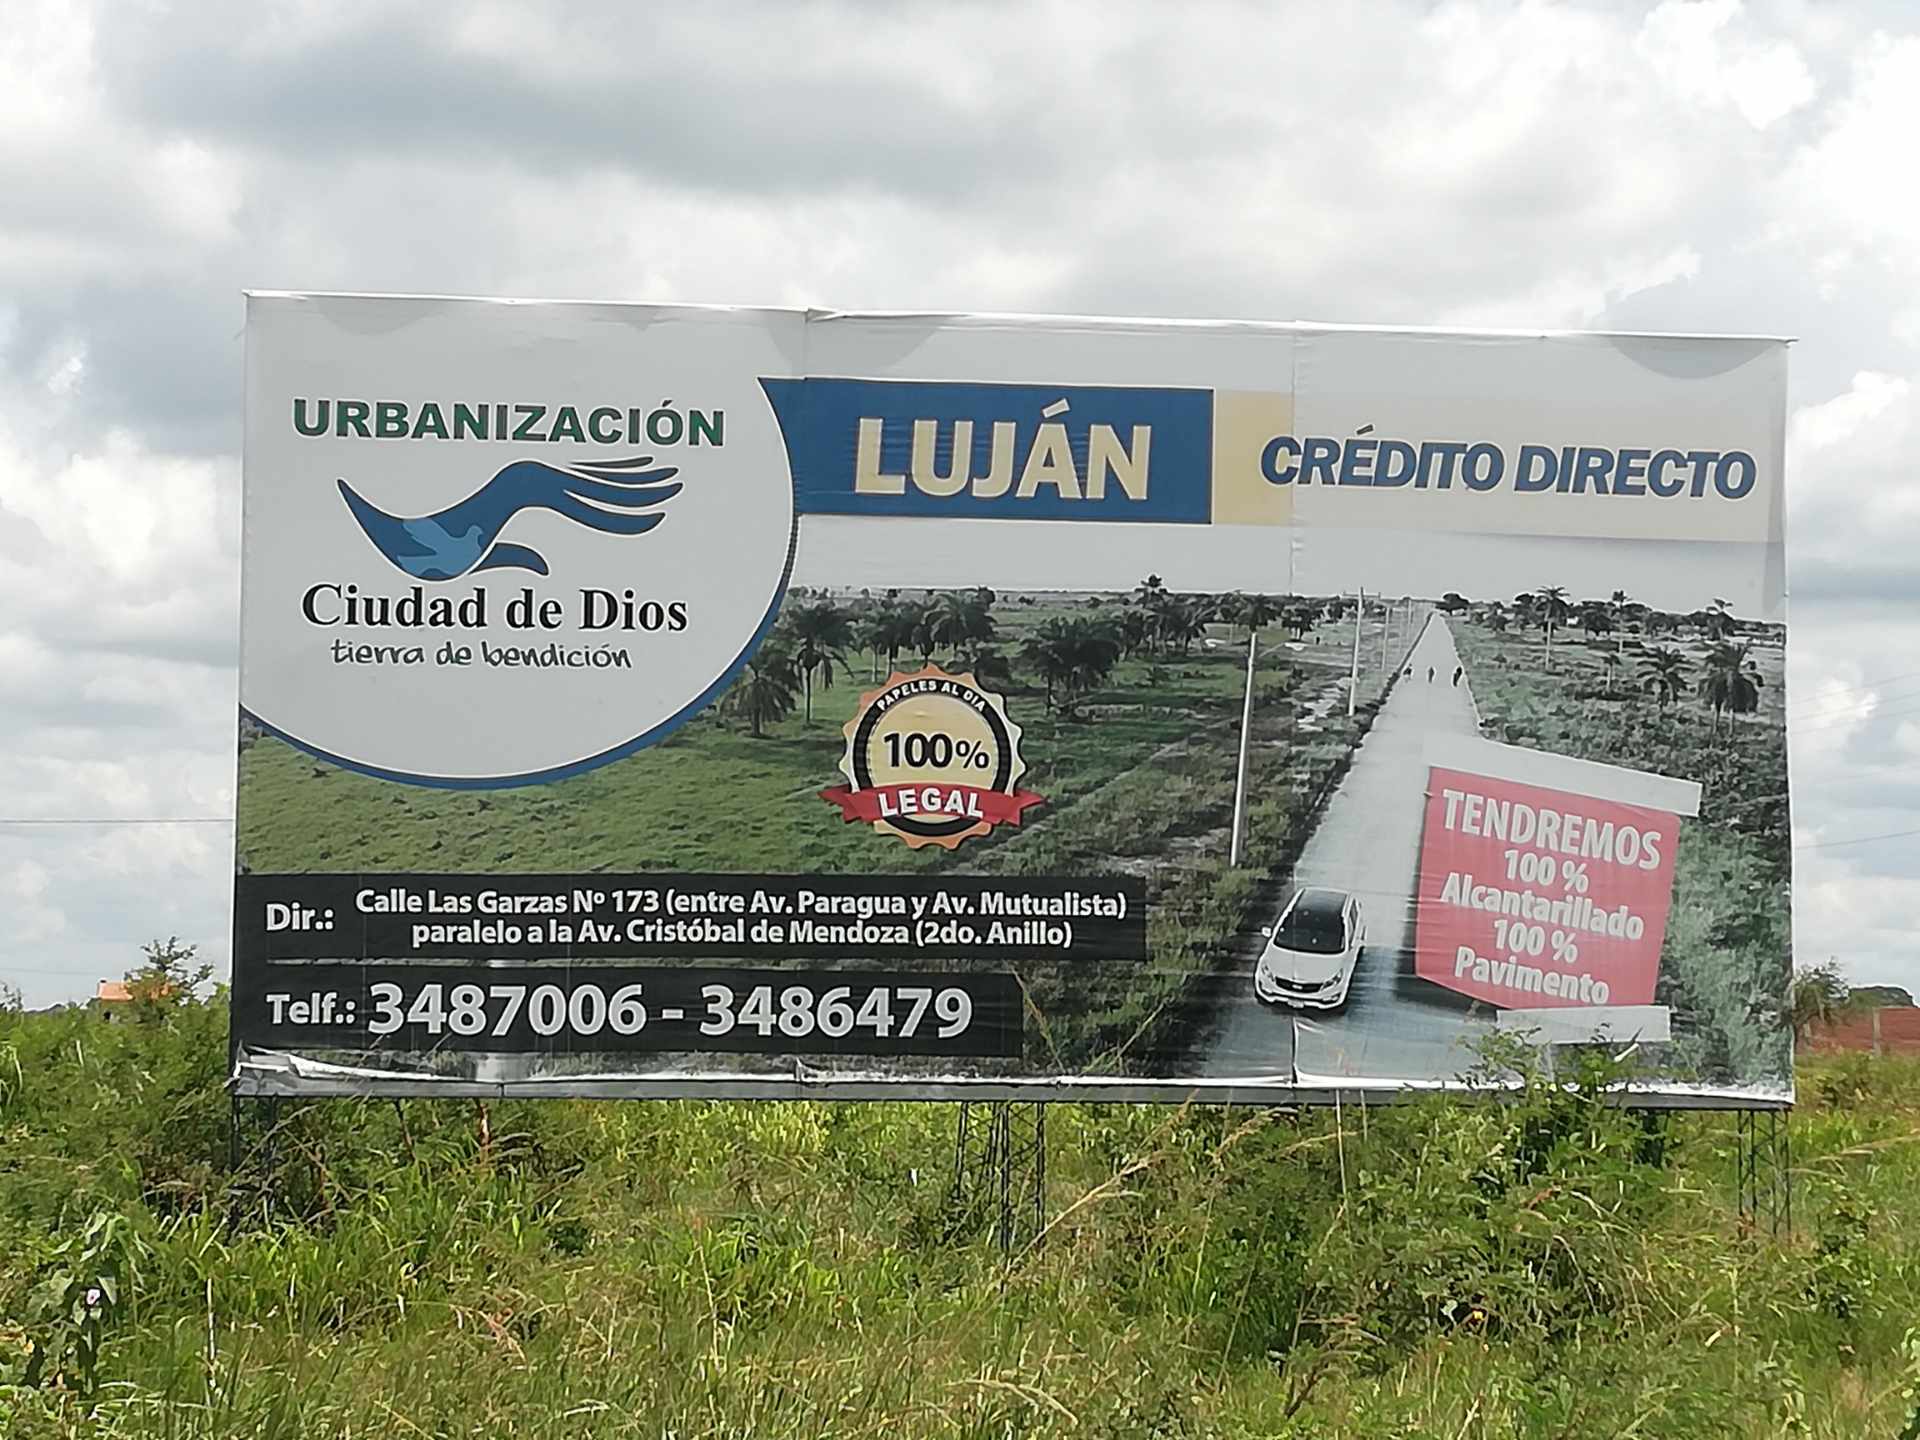 URBANIZACIÓN
Ciudad de Dios
tierra de bendición
LUJÁN
CRÉDITO DIRECTO
PAPELES AL DIA
100%
LEGAL
TENDREMOS
100 %
Alcantarillado
100 %
Pavimento
Dir.: Calle Las Garzas Nº 173 (entre Av. Paragua y Av. Mutualista)
paralelo a la Av. Cristóbal de Mendoza (2do. Anillo)
Telf.: 3487006 - 3486479